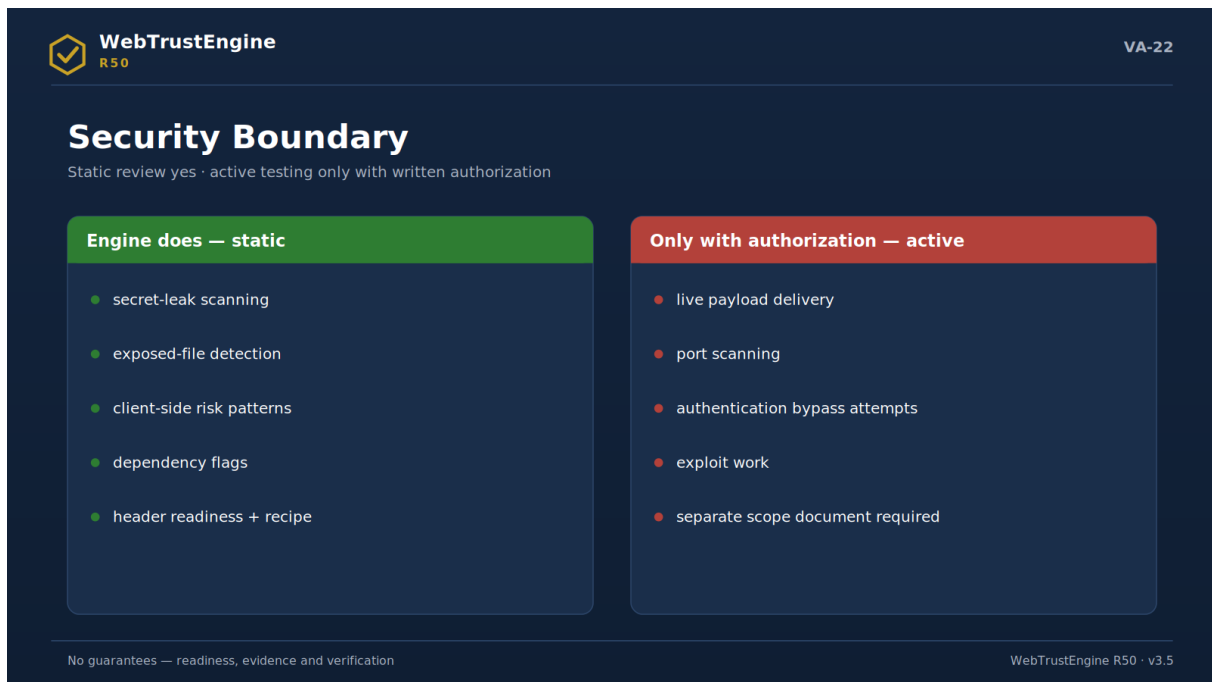 WebTrustEngine
R50
VA-22
Security Boundary
Static review yes · active testing only with written authorization
Engine does — static
secret-leak scanning
exposed-file detection
client-side risk patterns
dependency flags
header readiness + recipe
Only with authorization — active
live payload delivery
port scanning
authentication bypass attempts
exploit work
separate scope document required
No guarantees — readiness, evidence and verification
WebTrustEngine R50 · v3.5